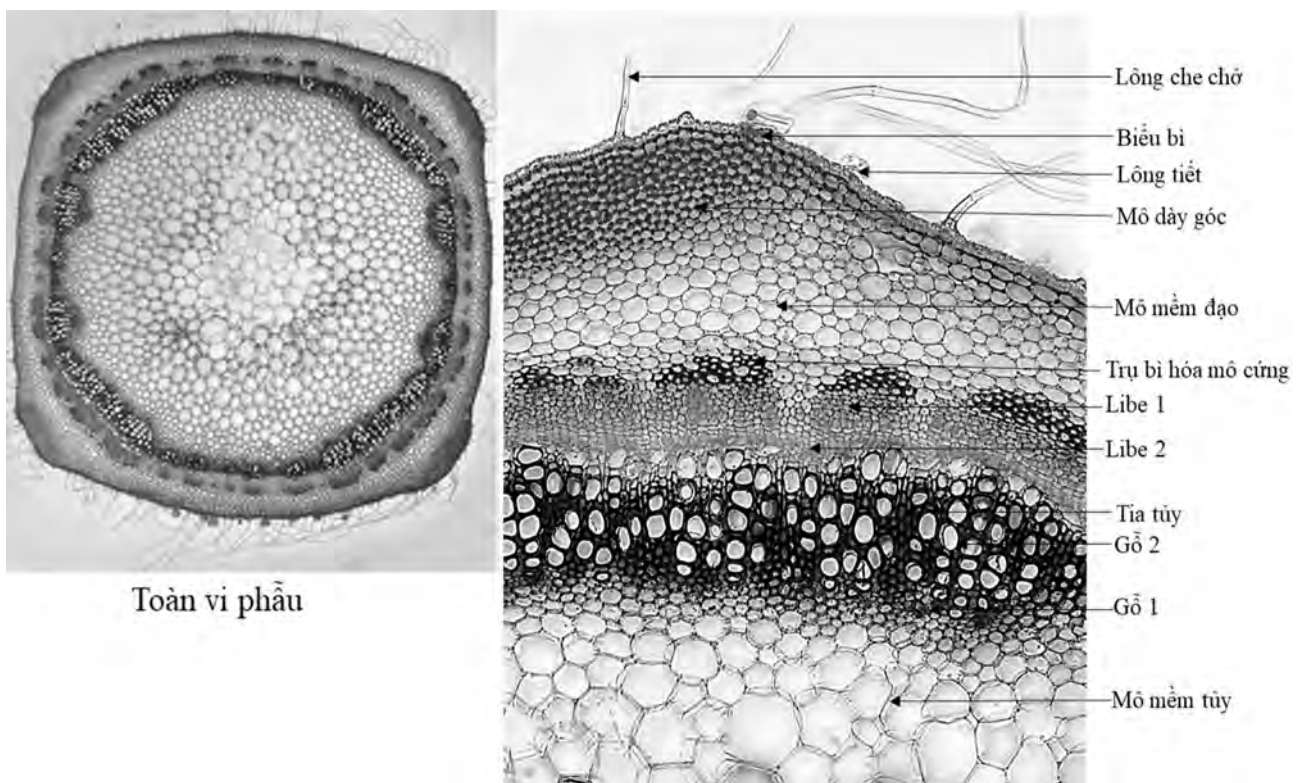 Toàn vi phẫu
Lông che chở
Biểu bì
Lông tiết
Mô dày góc
Mô mềm đạo
Trụ bì hóa mô cứng
Libe 1
Libe 2
Tia tủy
Gỗ 2
Gỗ 1
Mô mềm tủy